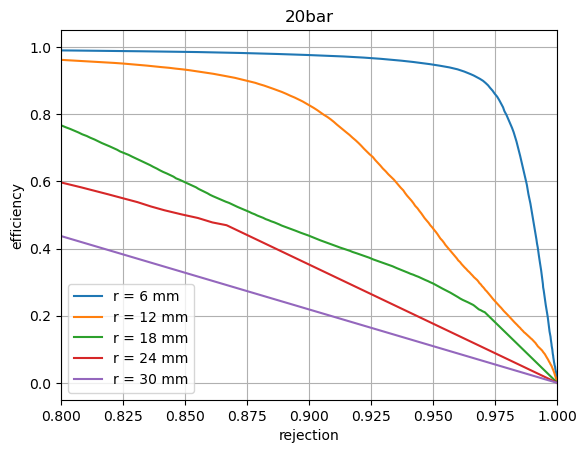 20bar
efficiency
1.0
0.8
0.6
0.4
0.2
0.0
r = 6 mm
r = 12 mm
r = 18 mm
r = 24 mm
r = 30 mm
0.800 0.825 0.850 0.875 0.900 0.925 0.950 0.975 1.000
rejection